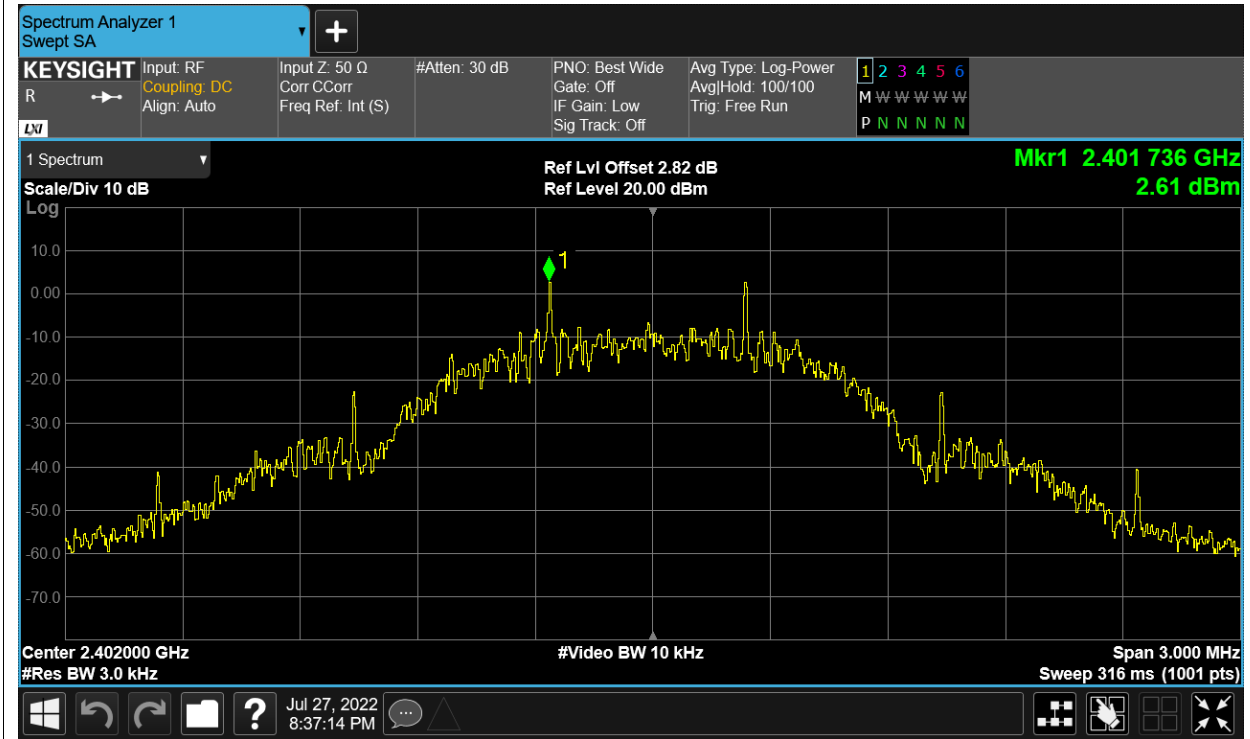 Spectrum Analyzer 1
Swept SA
+
KEYSIGHT
R
LXI
Input: RF
Coupling: DC
Align: Auto
Input Z: 50 Ω
Corr CCorr
Freq Ref: Int (S)
#Atten: 30 dB
PNO: Best Wide
Gate: Off
IF Gain: Low
Sig Track: Off
Avg Type: Log-Power
Avg|Hold: 100/100
Trig: Free Run
1 2 3 4 5 6
M W W W W W
P N N N N N
1 Spectrum
Scale/Div 10 dB
Log
Ref Lvl Offset 2.82 dB
Ref Level 20.00 dBm
Mkr1 2.401 736 GHz
2.61 dBm
1
10.0
0.00
-10.0
-20.0
-30.0
-40.0
-50.0
-60.0
-70.0
Center 2.402000 GHz
#Video BW 10 kHz
Span 3.000 MHz
#Res BW 3.0 kHz
Sweep 316 ms (1001 pts)
?
Jul 27, 2022
8:37:14 PM